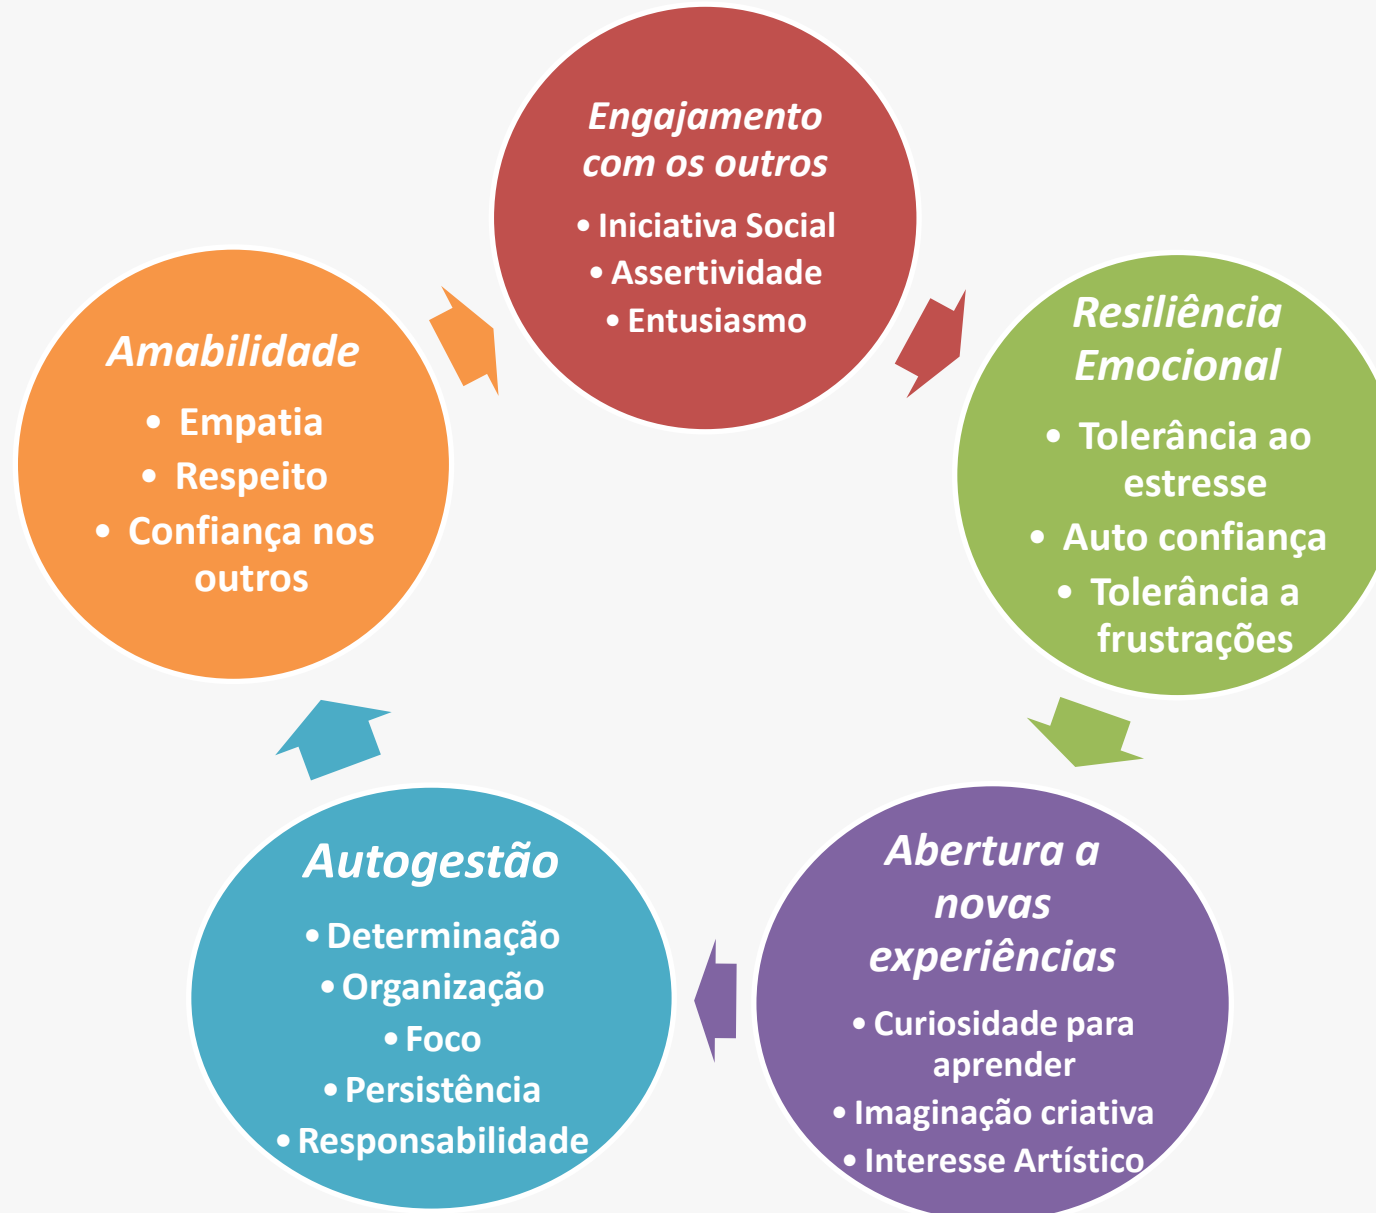 Engajamento
com os outros
• Iniciativa Social
• Assertividade
• Entusiasmo
Resiliência
Emocional
• Tolerância ao
estresse
• Auto confiança
• Tolerância a
frustrações
Abertura a
novas
experiências
• Curiosidade para
aprender
• Imaginação criativa
• Interesse Artístico
Autogestão
• Determinação
• Organização
• Foco
• Persistência
• Responsabilidade
Amabilidade
• Empatia
• Respeito
• Confiança nos
outros